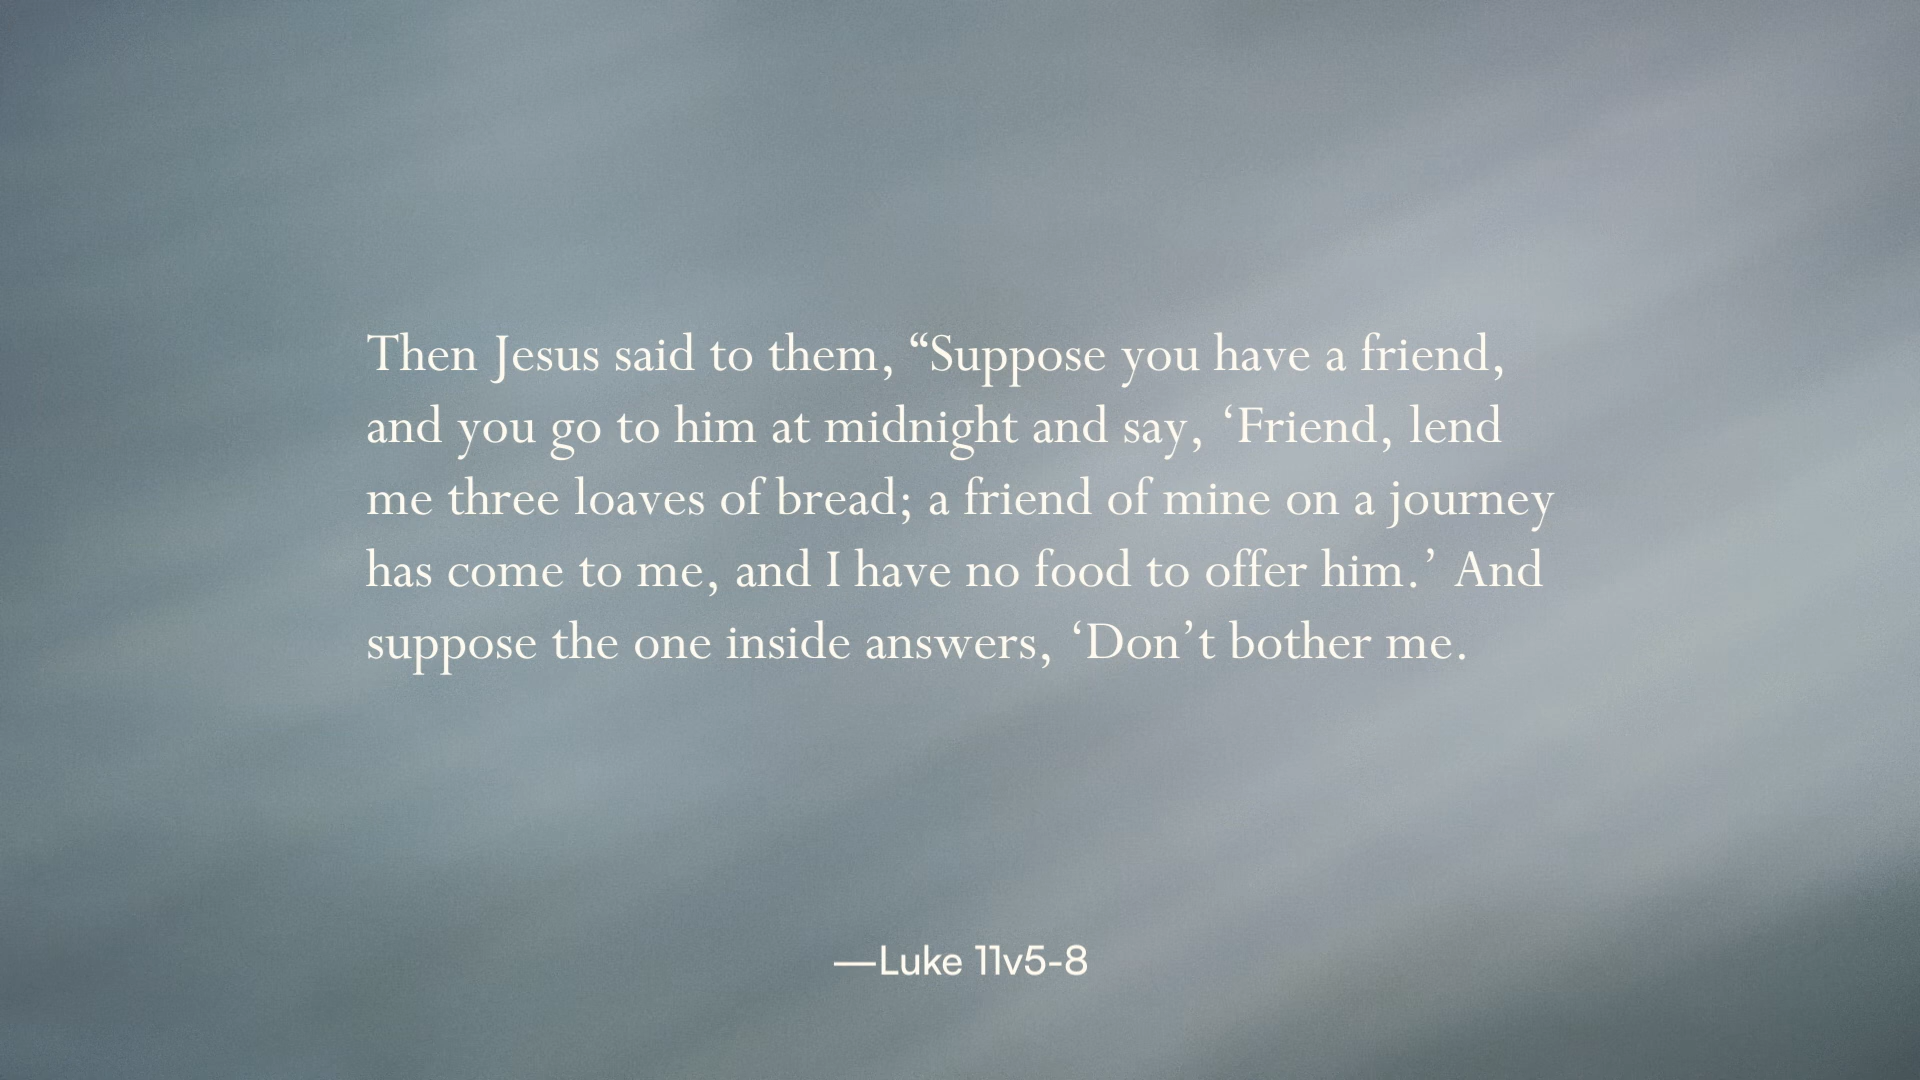 Then Jesus said to them, “Suppose you have a friend,
and you go to him at midnight and say, ‘Friend, lend
me three loaves of bread; a friend of mine on a journey
has come to me, and I have no food to offer him.’ And
suppose the one inside answers, ‘Don’t bother me.
—Luke 11v5-8